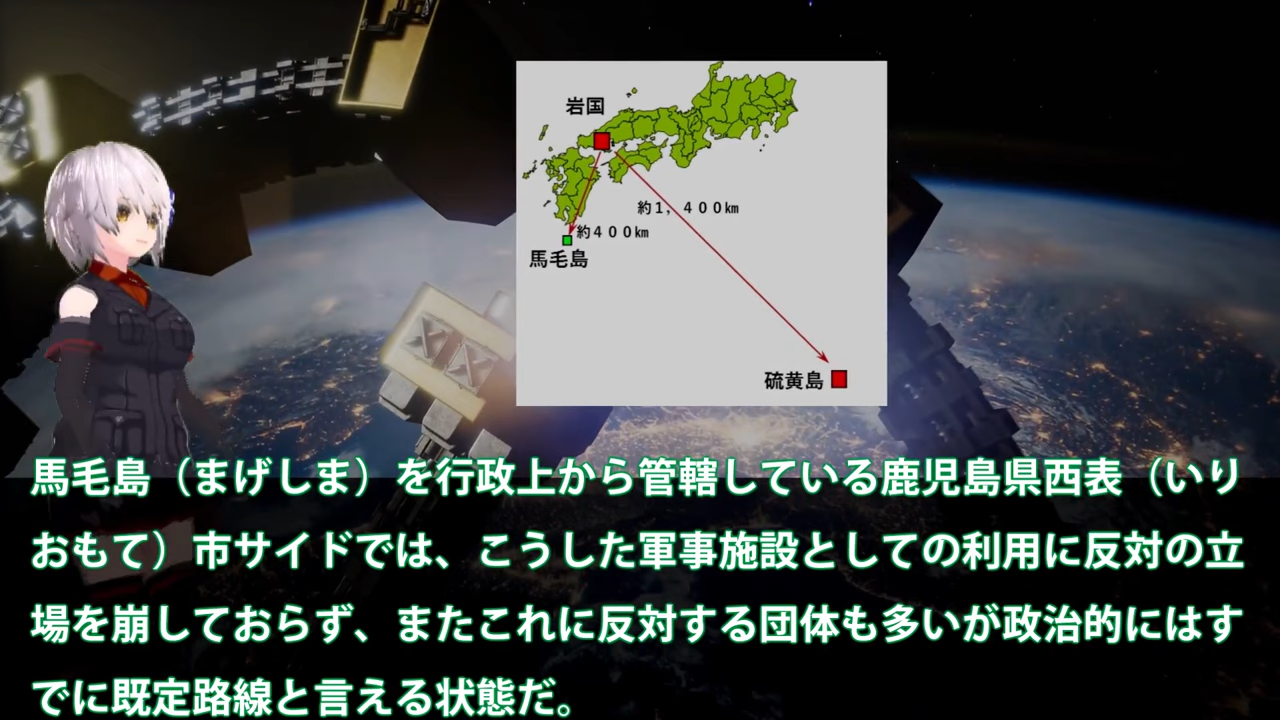 岩国
約1，400㎞
約400㎞
馬毛島
硫黄島
馬毛島（まげしま）を行政上から管轄している鹿児島県西表（いり
おもて）市サイドでは、こうした軍事施設としての利用に反対の立
場を崩しておらず、またこれに反対する団体も多いが政治的にはす
でに既定路線と言える状態だ。